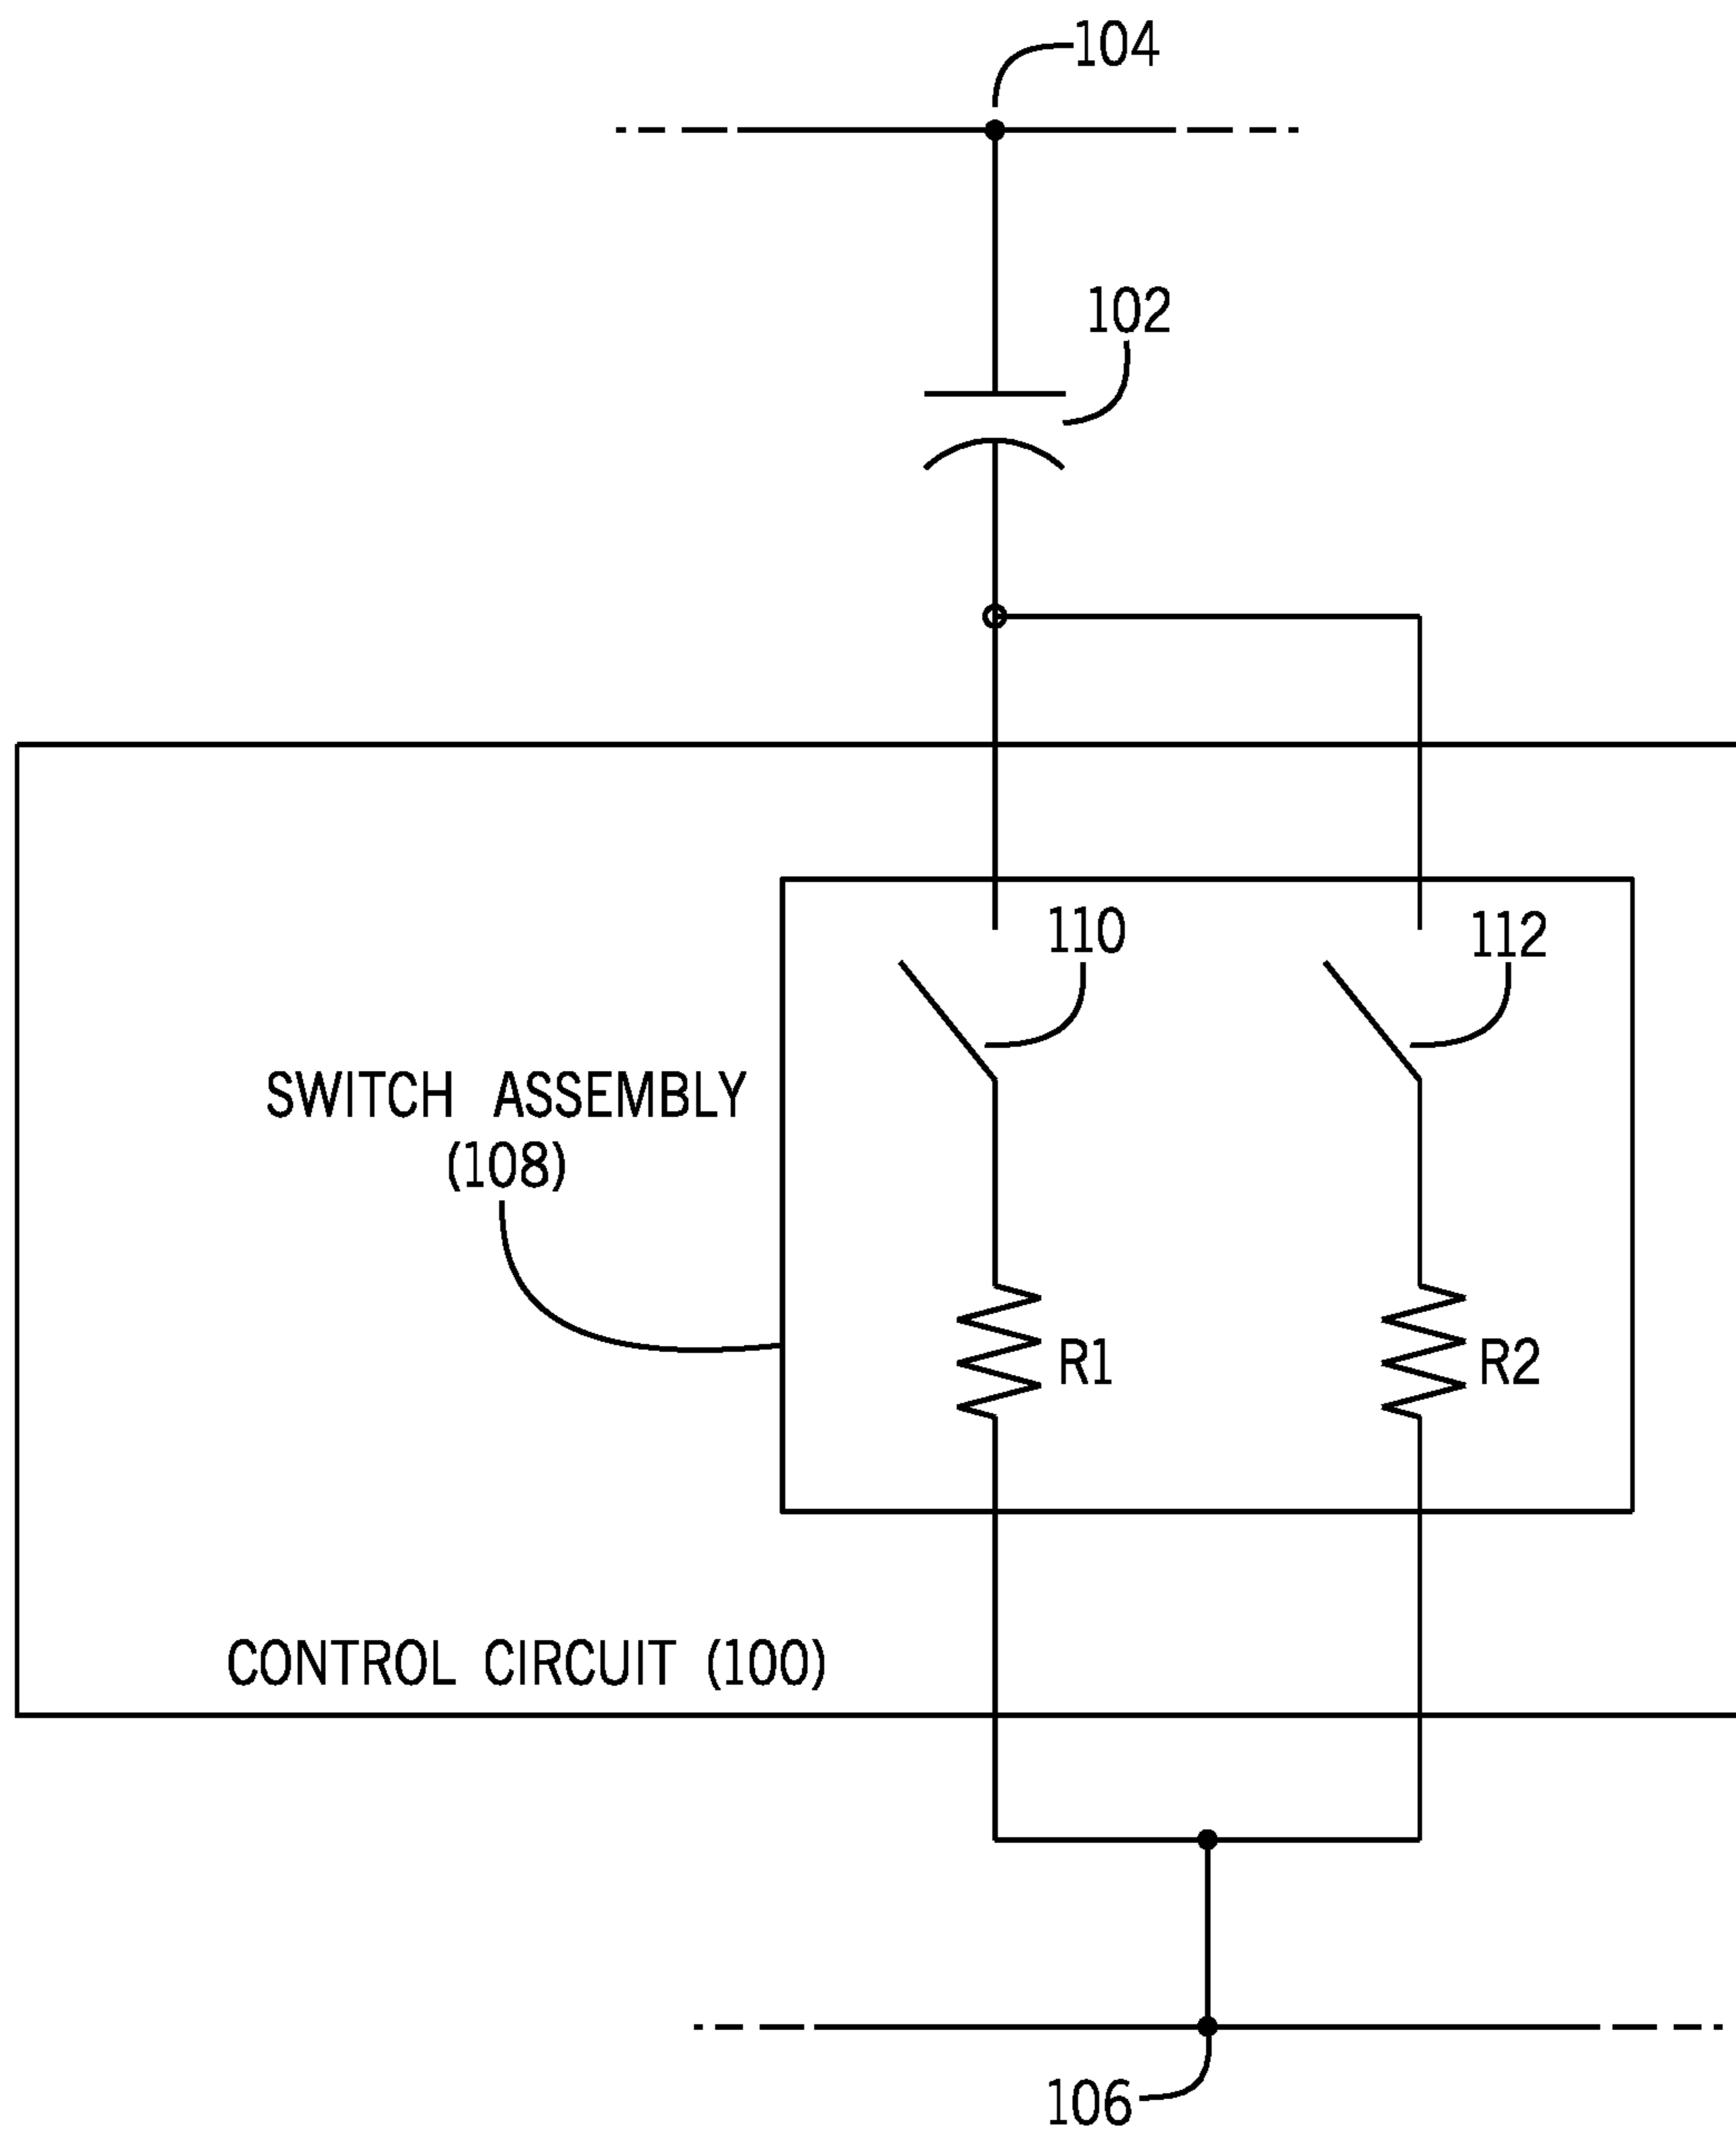 104
102
110
112
SWITCH ASSEMBLY
(108)
R1
R2
CONTROL CIRCUIT (100)
106